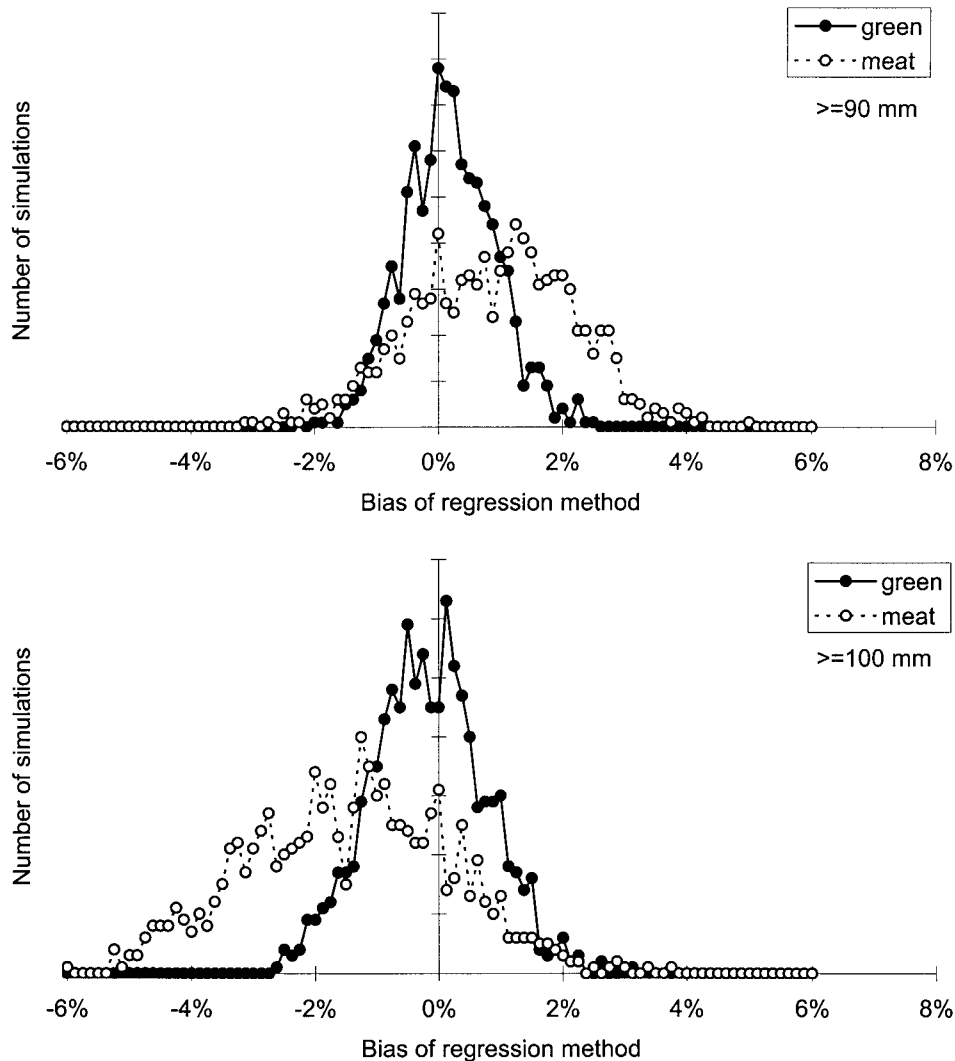 green
meat
>=90 mm
Number of simulations
-6%
-4%
-2%
0%
2%
4%
6%
8%
Bias of regression method
green
meat
>=100 mm
Number of simulations
-6%
-4%
-2%
0%
2%
4%
6%
8%
Bias of regression method